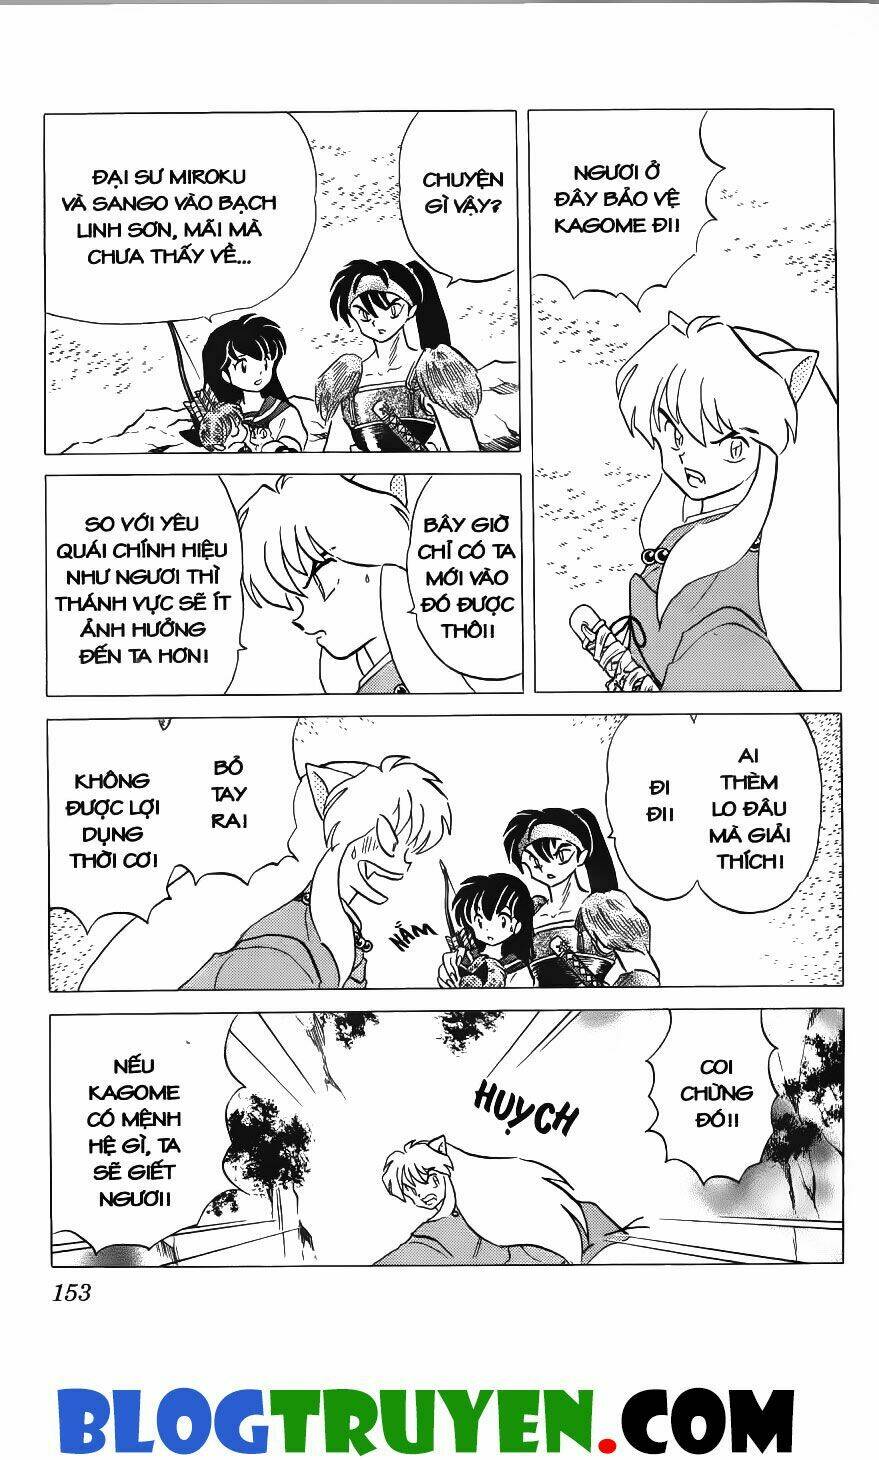 NGƯƠI Ở
ĐÂY BẢO VỆ
KAGOME ĐI!
CHUYỆN
GÌ VẬY?
ĐẠI SƯ MIROKU
VÀ SANGO VÀO BẠCH
LINH SƠN, MÃI MÀ
CHƯA THẤY VỀ...
BÂY GIỜ
CHỈ CÓ TA
MỚI VÀO
ĐÓ ĐƯỢC
THÔI!
SO VỚI YÊU
QUÁI CHÍNH HIỆU
NHƯ NGƯƠI THÌ
THÁNH VỰC SẼ ÍT
ẢNH HƯỞNG
ĐẾN TA HƠN!
AI
THÈM
LO ĐÂU
MÀ GIẢI
THÍCH!
ĐI
ĐI!
NẮM
BỎ
TAY
RA!
KHÔNG
ĐƯỢC LỢI
DỤNG
THỜI CƠ!
COI
CHỪNG
ĐÓ!!
HUỴCH
NẾU
KAGOME
CÓ MỆNH
HỆ GÌ, TA
SẼ GIẾT
NGƯƠI!
153
BLOGTRUYEN.COM